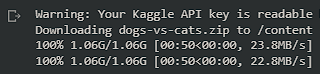 Warning: Your Kaggle API key is readable
Downloading dogs-vs-cats.zip to /content
100% 1.06G/1.06G [00:50<00:00, 23.8MB/s]
100% 1.06G/1.06G [00:50<00:00, 22.8MB/s]